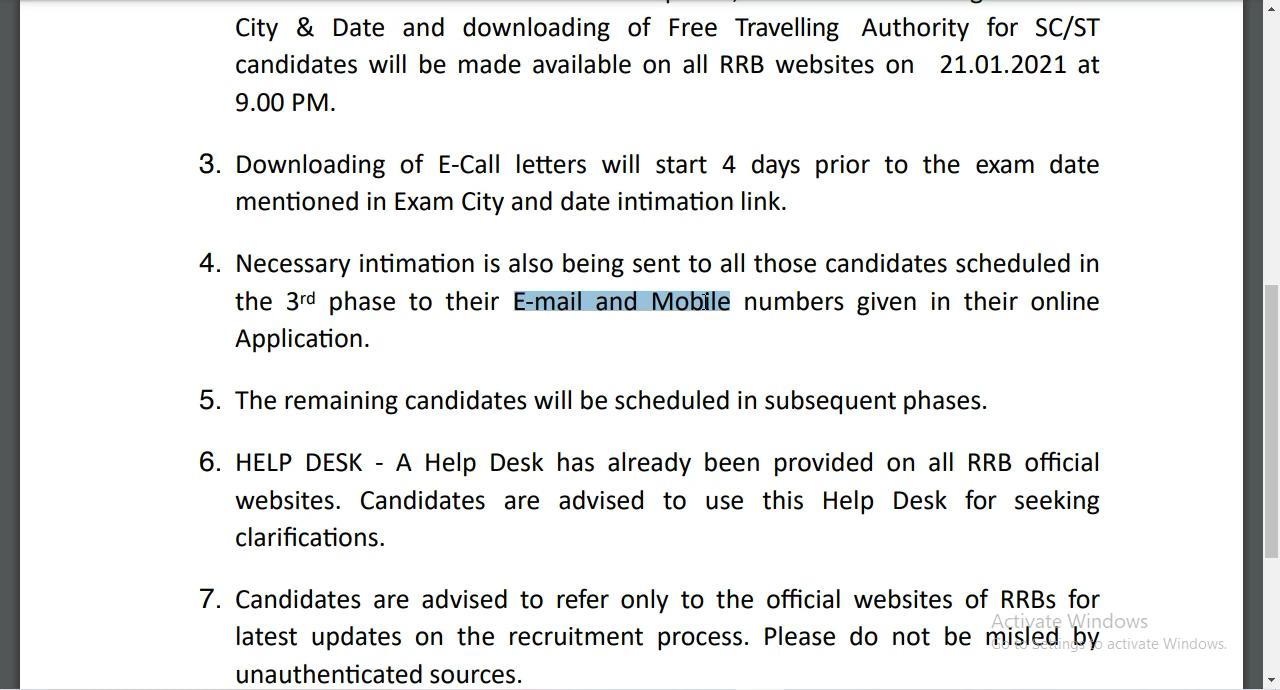 City & Date and downloading of Free Travelling Authority for SC/ST
candidates will be made available on all RRB websites on 21.01.2021 at
9.00 PM.
3. Downloading of E-Call letters will start 4 days prior to the exam date
mentioned in Exam City and date intimation link.
4. Necessary intimation is also being sent to all those candidates scheduled in
the 3rd phase to their E-mail and Mobile numbers given in their online
Application.
5. The remaining candidates will be scheduled in subsequent phases.
6. HELP DESK - A Help Desk has already been provided on all RRB official
websites. Candidates are advised to use this Help Desk for seeking
clarifications.
7. Candidates are advised to refer only to the official websites of RRBs for
latest updates on the recruitment process. Please do not be misled by
unauthenticated sources.
Activate Windows
Go to Settings to activate Windows.